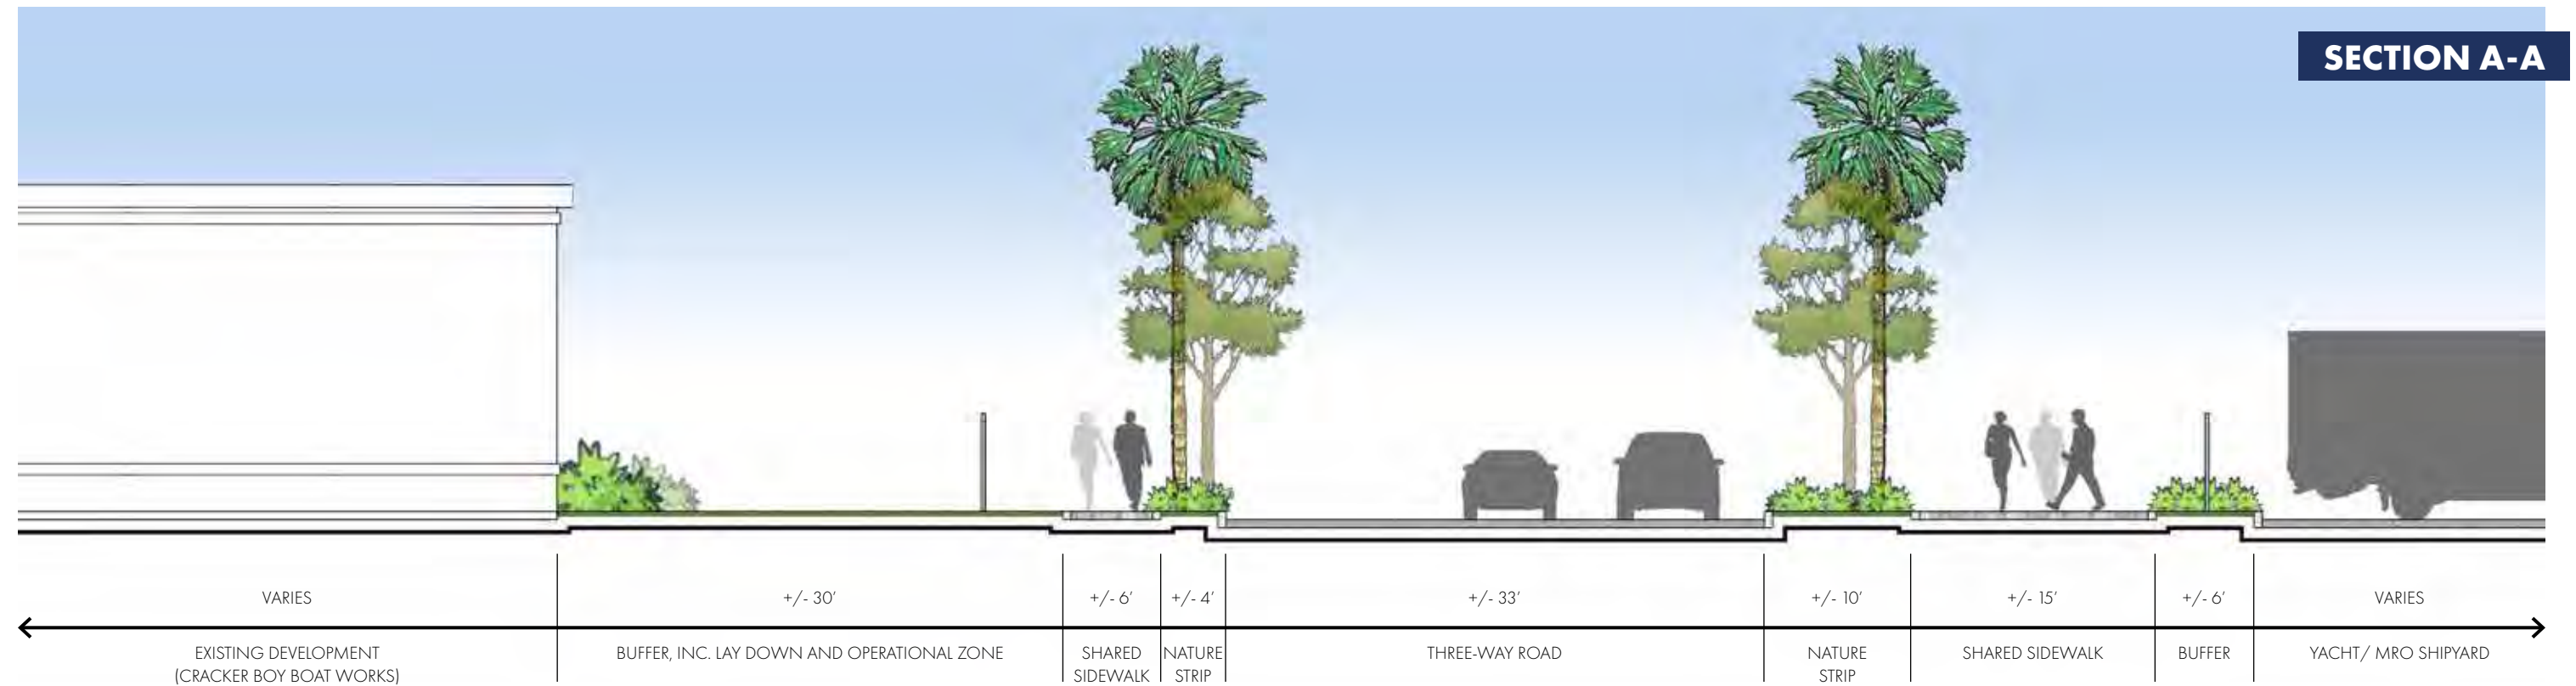 SECTION A-A
VARIES
+/- 30’
+/- 6’
+/- 4’
+/- 33’
+/- 10’
+/- 15’
+/- 6’
VARIES
EXISTING DEVELOPMENT
(CRACKER BOY BOAT WORKS)
BUFFER, INC. LAY DOWN AND OPERATIONAL ZONE
SHARED
SIDEWALK
NATURE
STRIP
THREE-WAY ROAD
NATURE
STRIP
SHARED SIDEWALK
BUFFER
YACHT/ MRO SHIPYARD